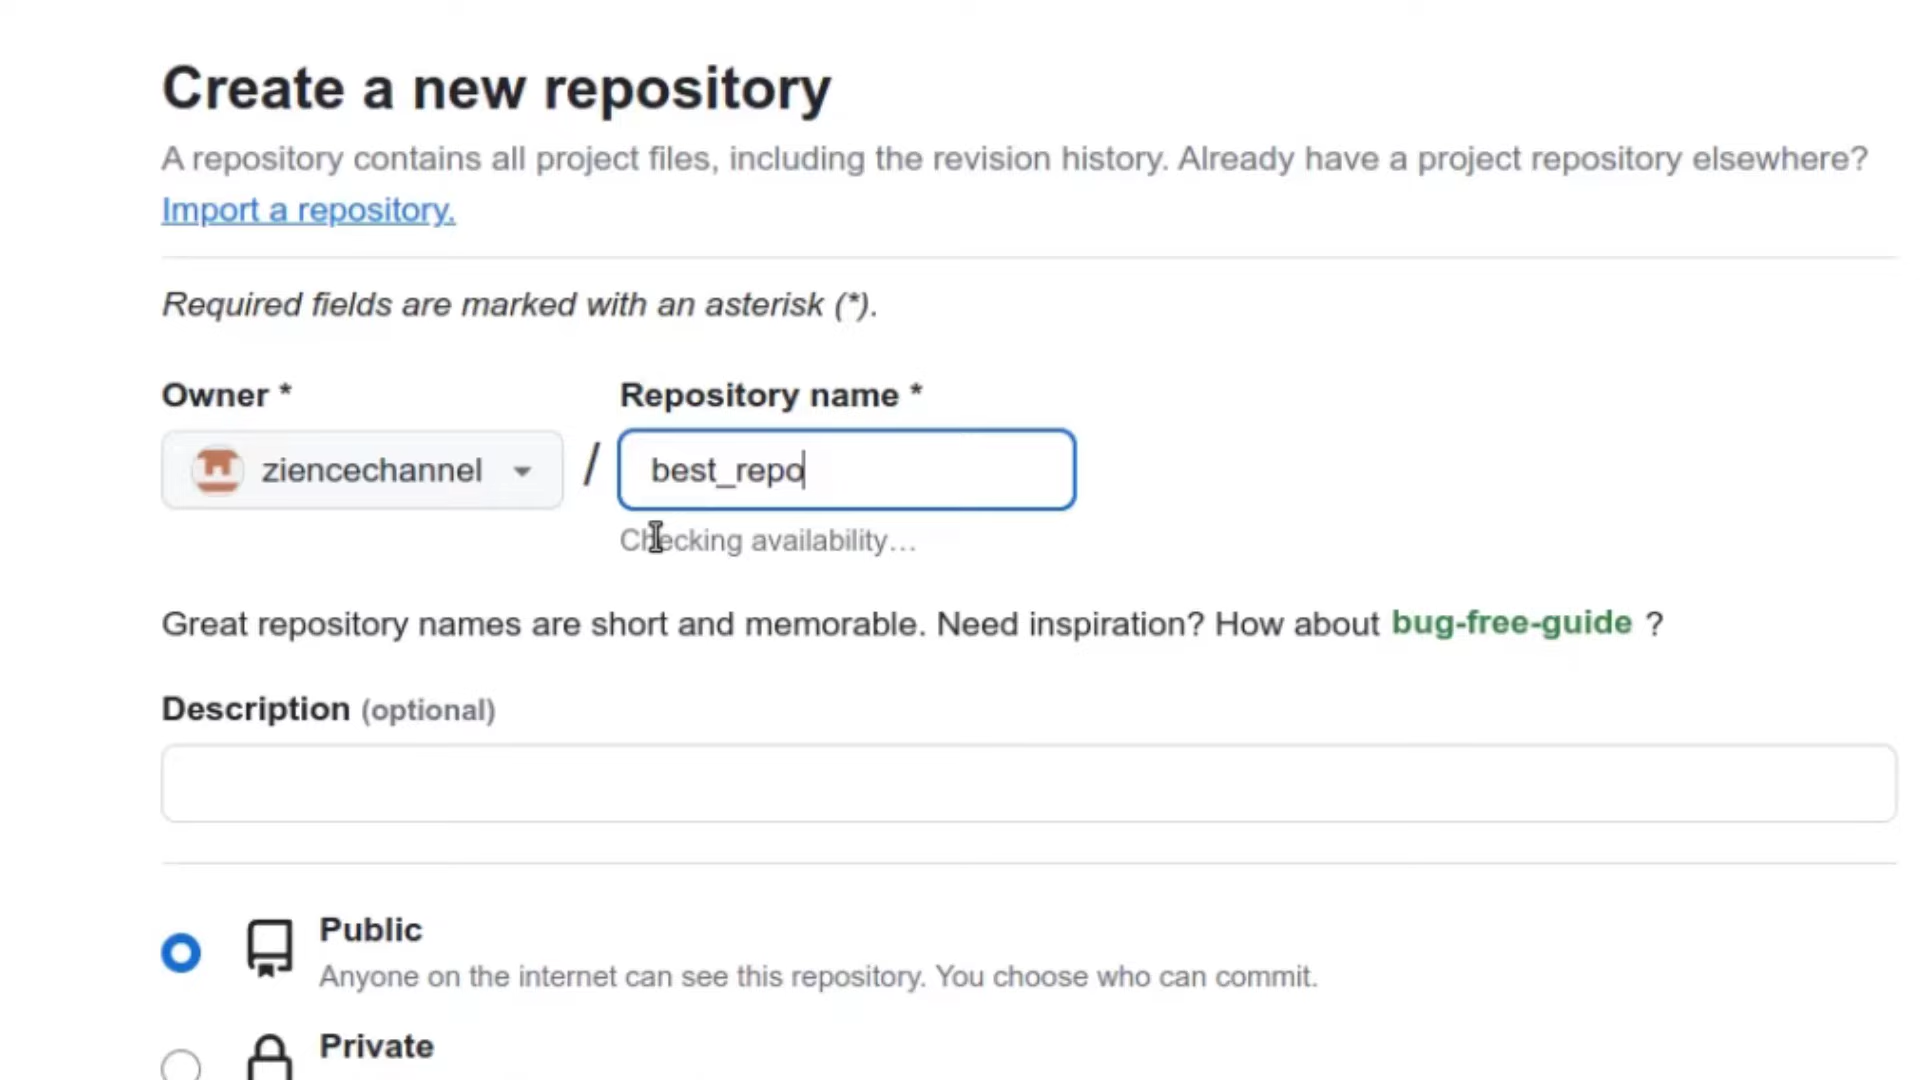 Create a new repository
A repository contains all project files, including the revision history. Already have a project repository elsewhere?
Import a repository.
Required fields are marked with an asterisk (*).
Owner * Repository name *
ziencechannel / best_repo
Checking availability...
Great repository names are short and memorable. Need inspiration? How about bug-free-guide ?
Description (optional)
Public
Anyone on the internet can see this repository. You choose who can commit.
Private